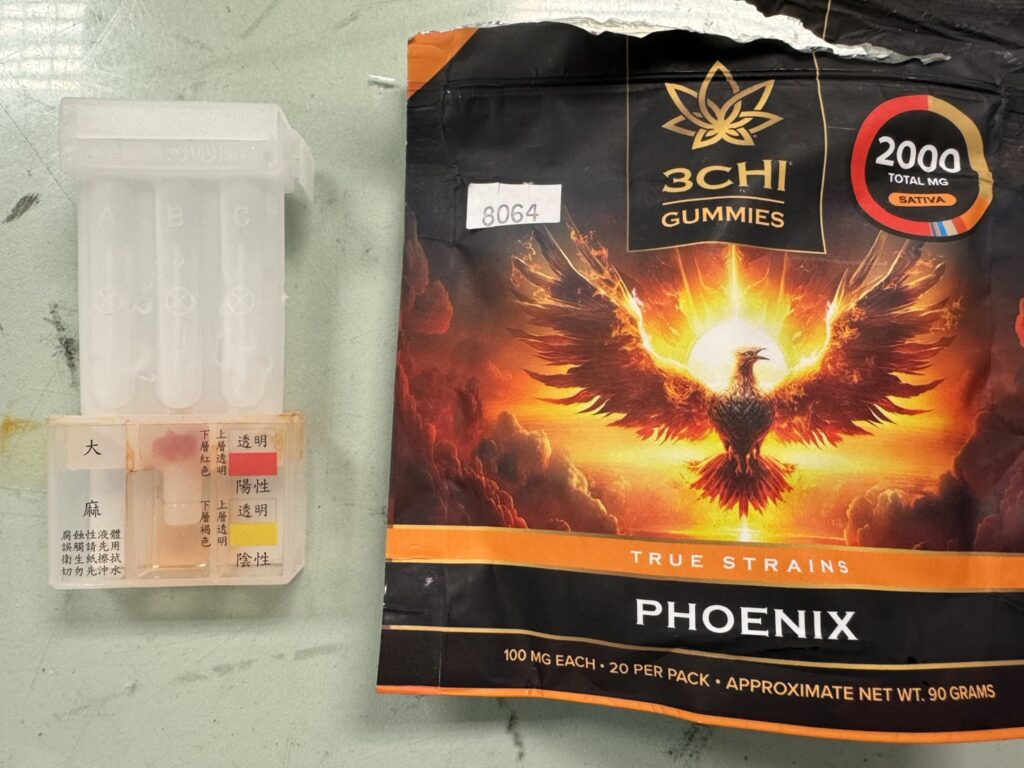 A B C
大
麻
腐蝕性液體
誤觸請先用
衛生紙擦拭
切勿先沖水
上層透明
下層紅色
透明
陽性
上層透明
下層褐色
透明
陰性
8064
3CHI
GUMMIES
2000
TOTAL MG
SATIVA
TRUE STRAINS
PHOENIX
100 MG EACH • 20 PER PACK • APPROXIMATE NET WT. 90 GRAMS